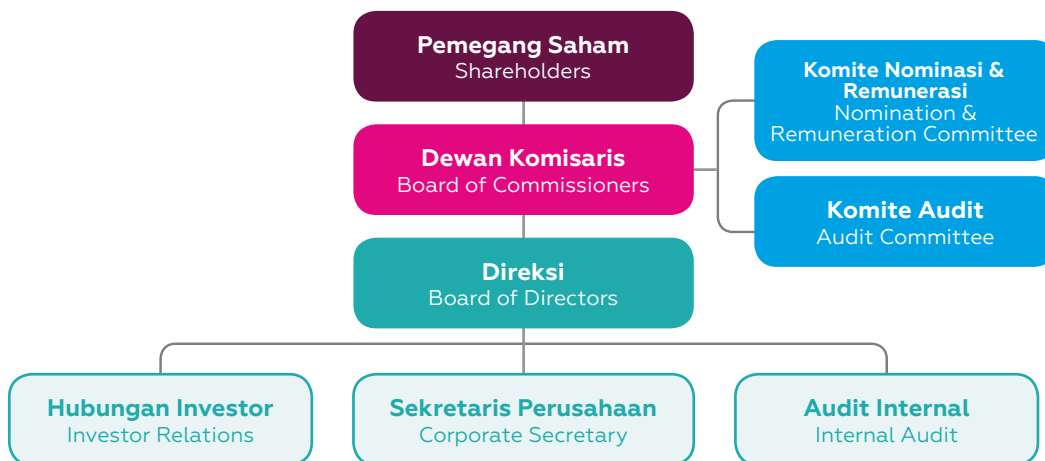 Pemegang Saham
Shareholders
Komite Nominasi &
Remunerasi
Nomination &
Remuneration Committee
Dewan Komisaris
Board of Commissioners
Komite Audit
Audit Committee
Direksi
Board of Directors
Hubungan Investor
Investor Relations
Sekretaris Perusahaan
Corporate Secretary
Audit Internal
Internal Audit